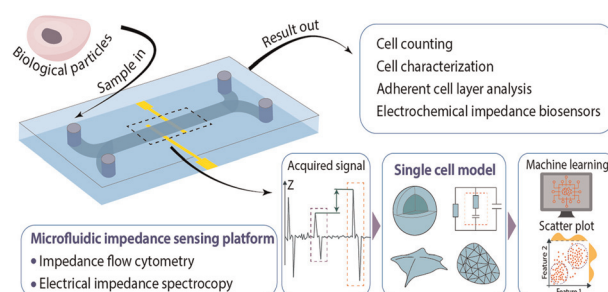 Biological particles
Sample in
Result out
Cell counting
Cell characterization
Adherent cell layer analysis
Electrochemical impedance biosensors
Acquired signal
Z
Single cell model
Machine learning
Scatter plot
Feature 2
Feature 1
Microfluidic impedance sensing platform
• Impedance flow cytometry
• Electrical impedance spectroscopy